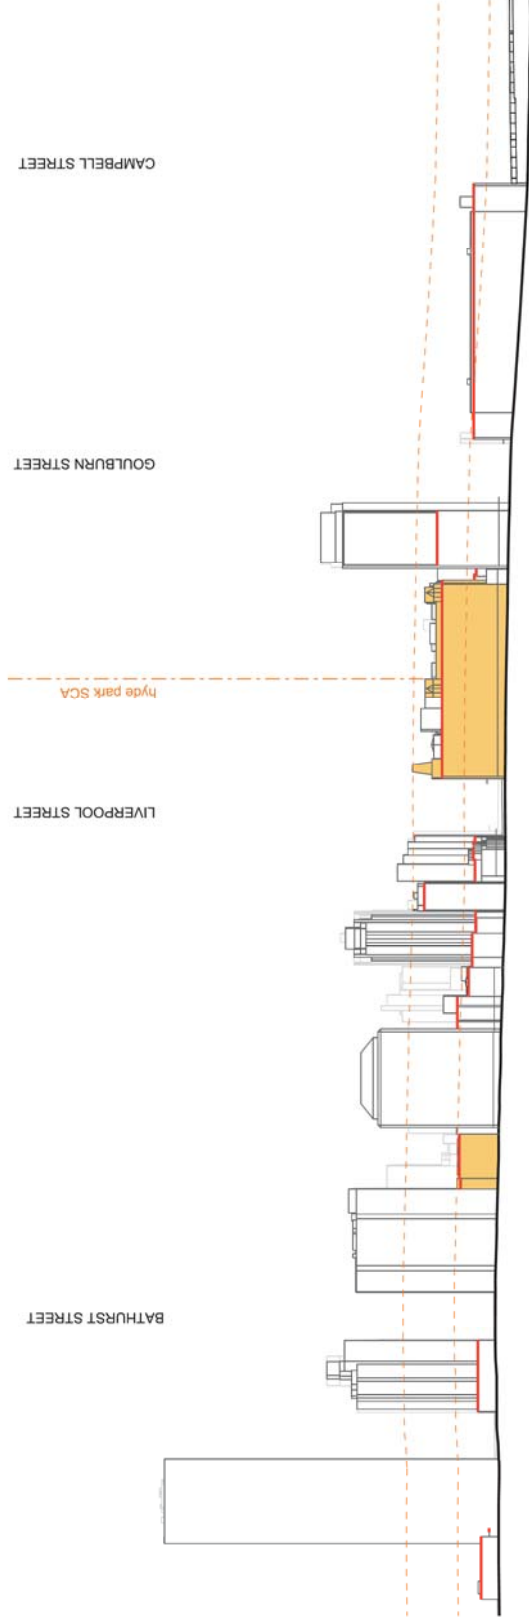 CAMPBELL STREET
GOULBURN STREET
hyde park SCA
LIVERPOOL STREET
BATHURST STREET